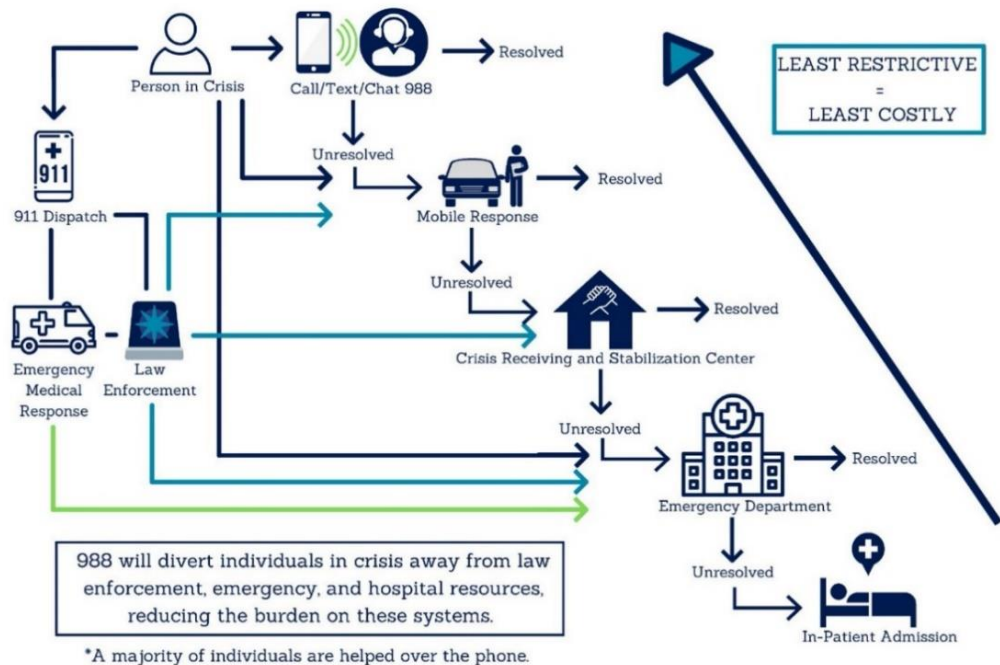 Person in Crisis
Call/Text/Chat 988
Resolved
LEAST RESTRICTIVE
=
LEAST COSTLY
911
911 Dispatch
Unresolved
Mobile Response
Resolved
Unresolved
Crisis Receiving and Stabilization Center
Resolved
Emergency
Medical
Response
Law
Enforcement
Unresolved
Emergency Department
Resolved
Unresolved
In-Patient Admission
988 will divert individuals in crisis away from law
enforcement, emergency, and hospital resources,
reducing the burden on these systems.
*A majority of individuals are helped over the phone.